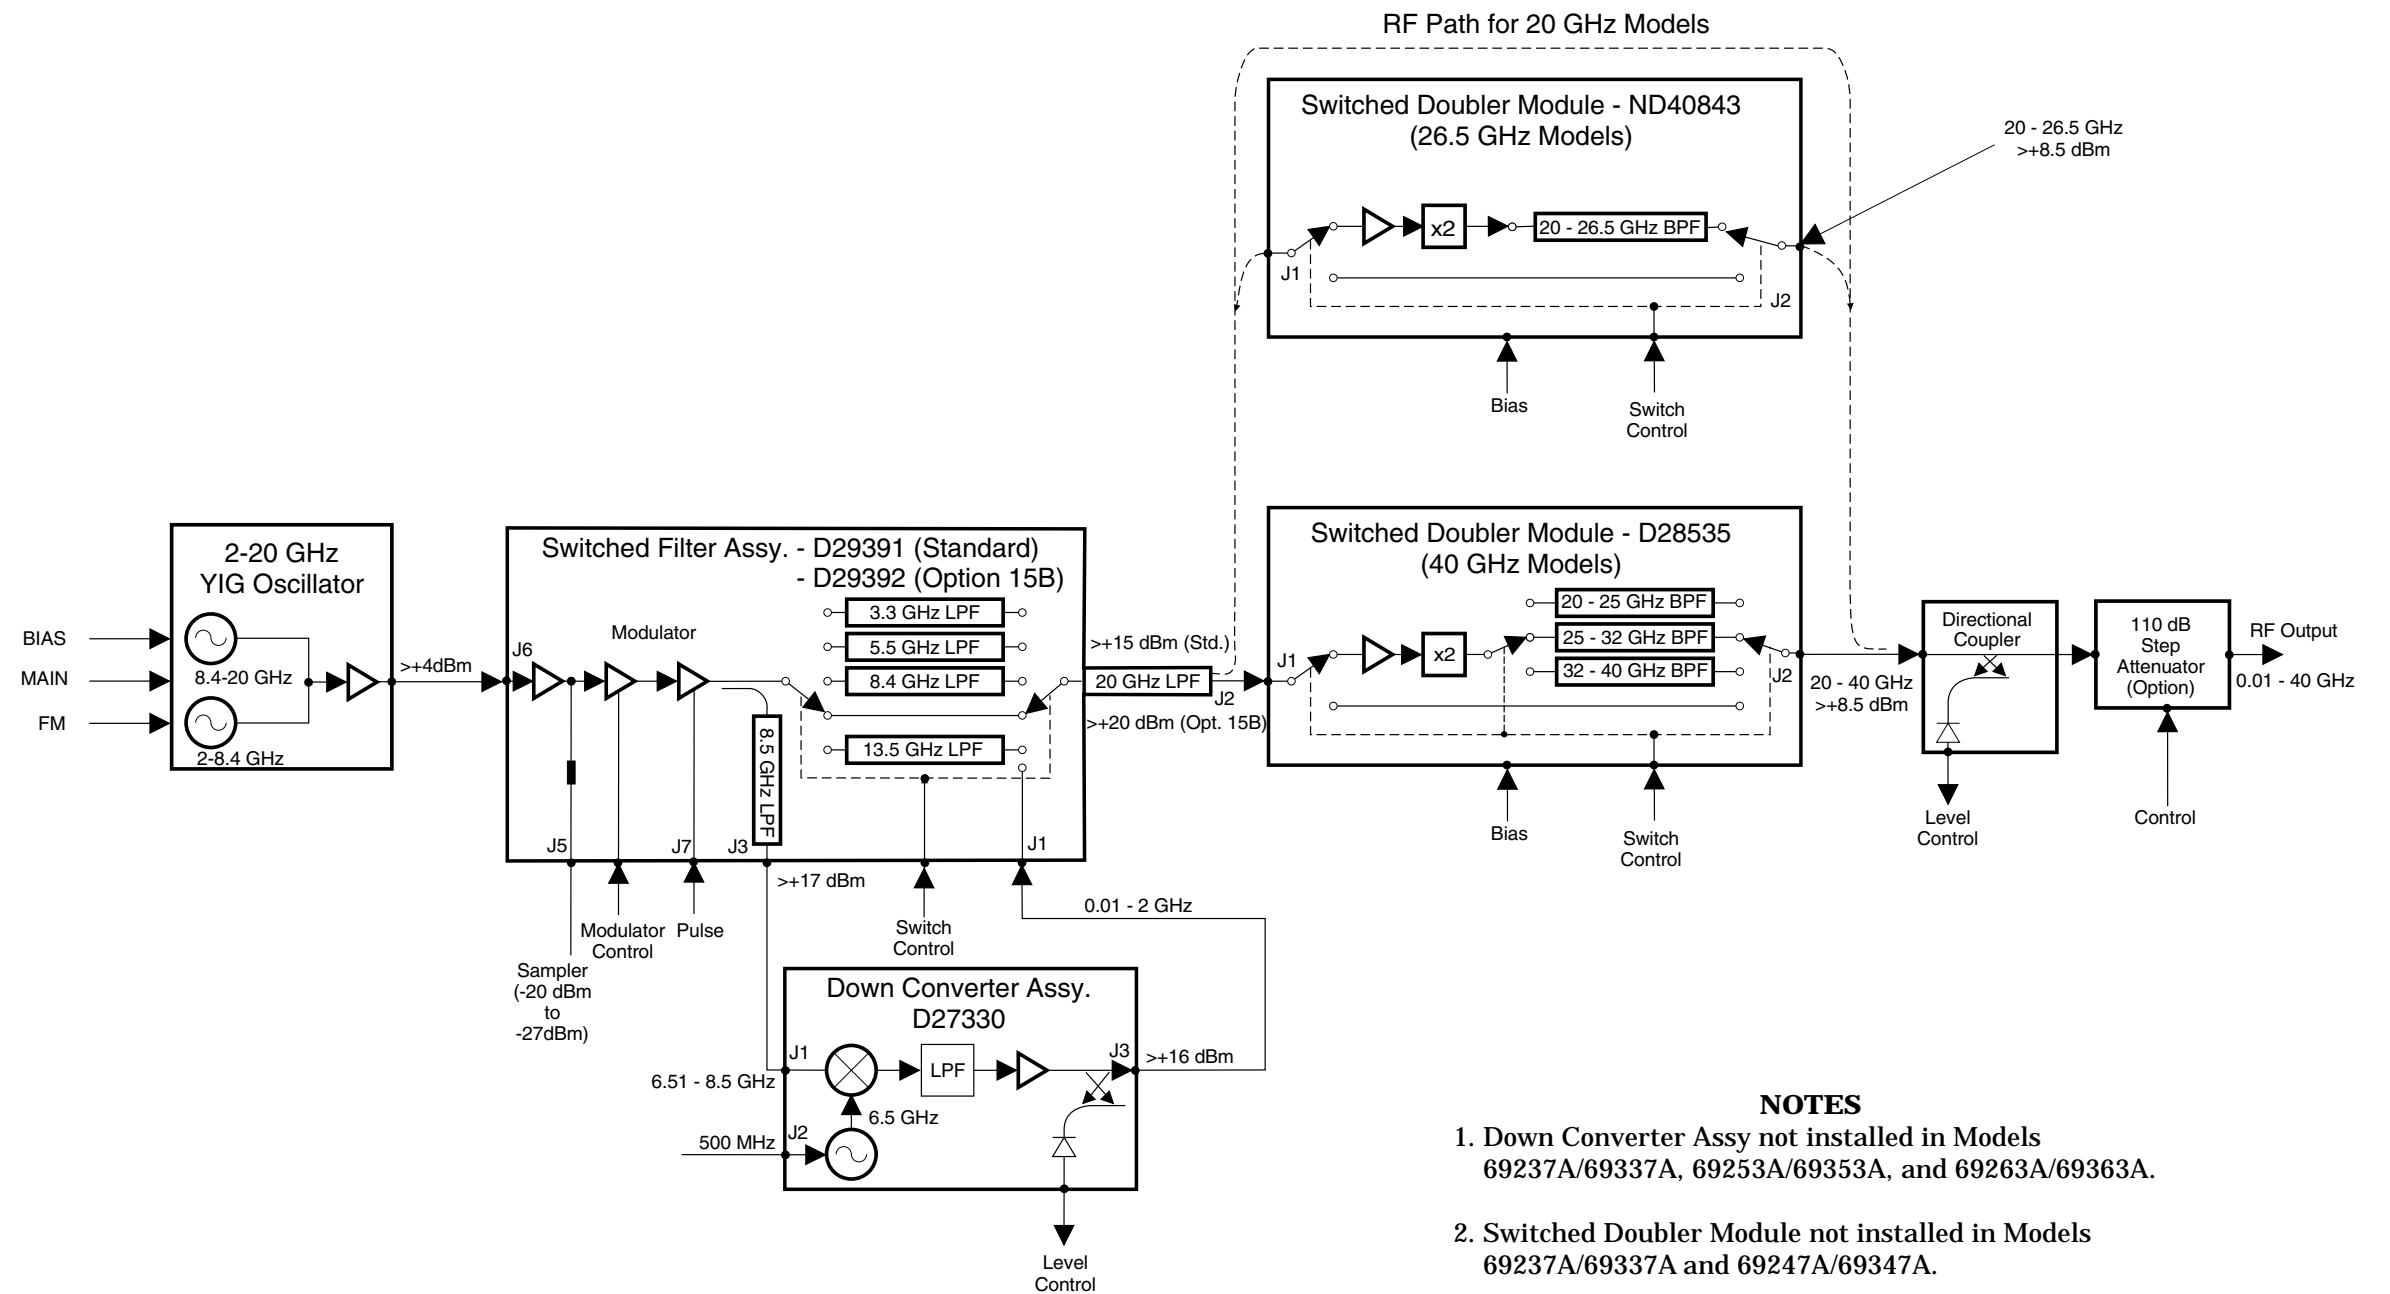 RF Path for 20 GHz Models
Switched Doubler Module - ND40843
(26.5 GHz Models)
20 - 26.5 GHz
>+8.5 dBm
x2
20 - 26.5 GHz BPF
J1
J2
Bias
Switch
Control
2-20 GHz
YIG Oscillator
BIAS
MAIN
FM
8.4-20 GHz
2-8.4 GHz
>+4dBm
Switched Filter Assy. - D29391 (Standard)
- D29392 (Option 15B)
J6
Modulator
3.3 GHz LPF
5.5 GHz LPF
8.4 GHz LPF
13.5 GHz LPF
8.5 GHz LPF
J5
J7
J3
J1
>+15 dBm (Std.)
20 GHz LPF
J2
>+20 dBm (Opt. 15B)
Switched Doubler Module - D28535
(40 GHz Models)
J1
x2
20 - 25 GHz BPF
25 - 32 GHz BPF
32 - 40 GHz BPF
J2
Bias
Switch
Control
20 - 40 GHz
>+8.5 dBm
Directional
Coupler
Level
Control
110 dB
Step
Attenuator
(Option)
Control
RF Output
0.01 - 40 GHz
>+17 dBm
Modulator
Control
Pulse
Switch
Control
0.01 - 2 GHz
Sampler
(-20 dBm
to
-27dBm)
Down Converter Assy.
D27330
J1
6.51 - 8.5 GHz
LPF
J3
>+16 dBm
6.5 GHz
500 MHz
J2
Level
Control
NOTES
1. Down Converter Assy not installed in Models
69237A/69337A, 69253A/69353A, and 69263A/69363A.
2. Switched Doubler Module not installed in Models
69237A/69337A and 69247A/69347A.